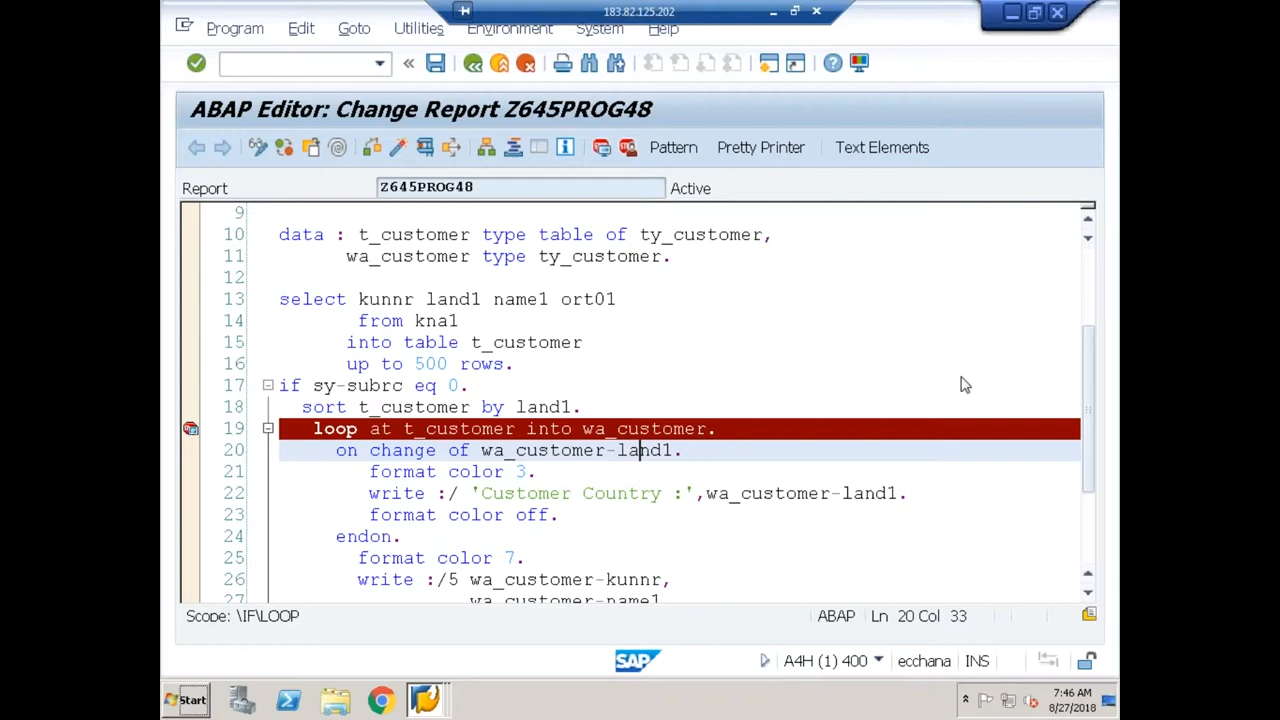 183.82.125.202
Program Edit Goto Utilities Environment System Help
ABAP Editor: Change Report Z645PROG48
Pattern Pretty Printer Text Elements
Report Z645PROG48 Active
9
10 data : t_customer type table of ty_customer,
11 wa_customer type ty_customer.
12
13 select kunnr land1 name1 ort01
14 from kna1
15 into table t_customer
16 up to 500 rows.
17 if sy-subrc eq 0.
18 sort t_customer by land1.
19 loop at t_customer into wa_customer.
20 on change of wa_customer-land1.
21 format color 3.
22 write :/ 'Customer Country :',wa_customer-land1.
23 format color off.
24 endon.
25 format color 7.
26 write :/5 wa_customer-kunnr,
27 wa_customer-name1
Scope: \IF\LOOP ABAP Ln 20 Col 33
SAP A4H (1) 400 ecchana INS
Start 7:46 AM
8/27/2018